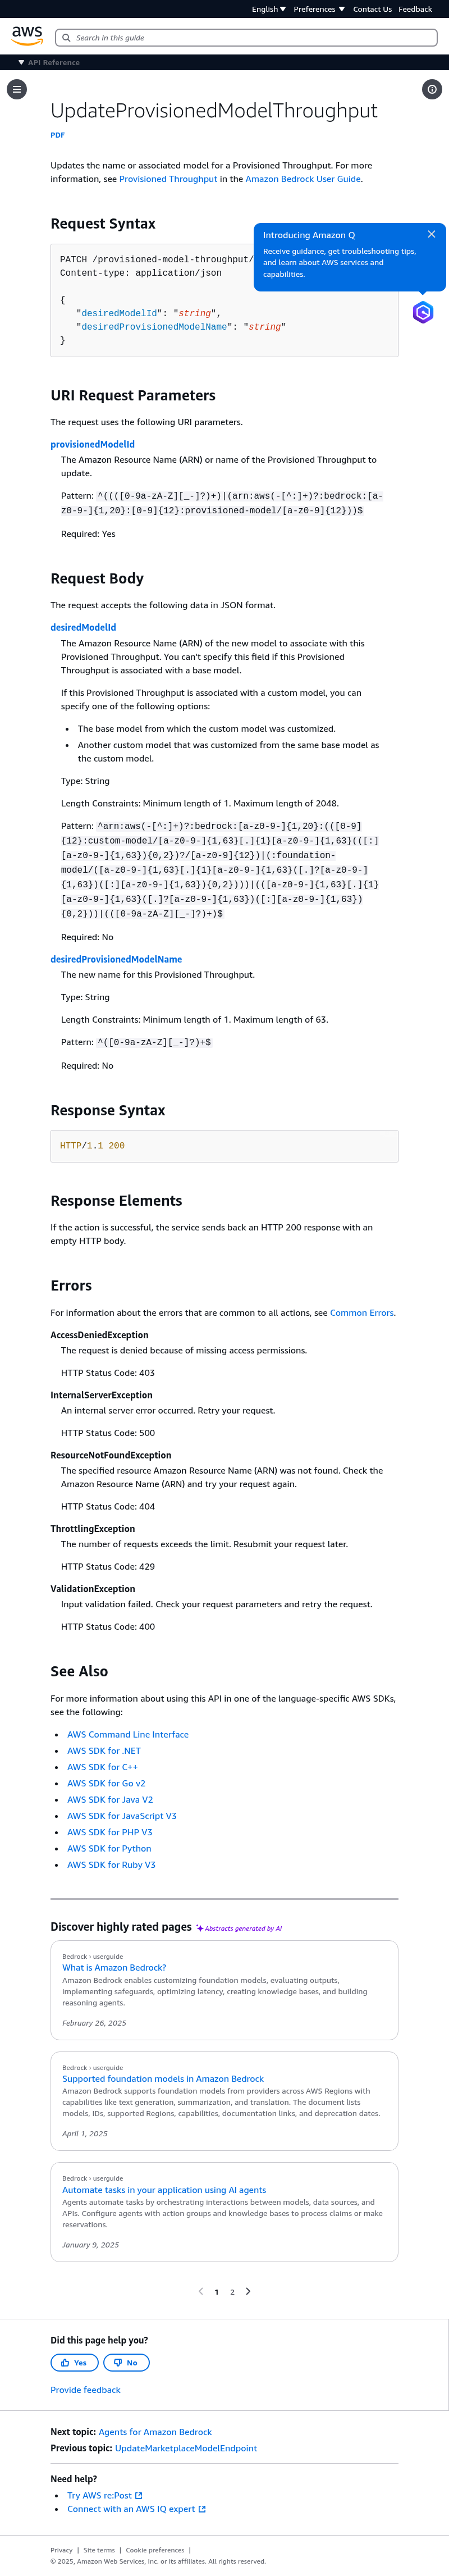 English Preferences Contact Us Feedback
aws
Search in this guide
API Reference
UpdateProvisionedModelThroughput
PDF
Updates the name or associated model for a Provisioned Throughput. For more
information, see Provisioned Throughput in the Amazon Bedrock User Guide.
Request Syntax
PATCH /provisioned-model-throughput/
Content-type: application/json
{
"desiredModelId": "string",
"desiredProvisionedModelName": "string"
}
Introducing Amazon Q
Receive guidance, get troubleshooting tips,
and learn about AWS services and
capabilities.
URI Request Parameters
The request uses the following URI parameters.
provisionedModelId
The Amazon Resource Name (ARN) or name of the Provisioned Throughput to
update.
Pattern: ^((([0-9a-zA-Z][_-]?)+)|(arn:aws(-[^:]+)?:bedrock:[a-
z0-9-]{1,20}:[0-9]{12}:provisioned-model/[a-z0-9]{12}))$
Required: Yes
Request Body
The request accepts the following data in JSON format.
desiredModelId
The Amazon Resource Name (ARN) of the new model to associate with this
Provisioned Throughput. You can't specify this field if this Provisioned
Throughput is associated with a base model.
If this Provisioned Throughput is associated with a custom model, you can
specify one of the following options:
• The base model from which the custom model was customized.
• Another custom model that was customized from the same base model as
the custom model.
Type: String
Length Constraints: Minimum length of 1. Maximum length of 2048.
Pattern: ^arn:aws(-[^:]+)?:bedrock:[a-z0-9-]{1,20}:(([0-9]
{12}:custom-model/[a-z0-9-]{1,63}[.]{1}[a-z0-9-]{1,63}(([:]
[a-z0-9-]{1,63}){0,2})?/[a-z0-9]{12})|(:foundation-
model/([a-z0-9-]{1,63}[.]{1}[a-z0-9-]{1,63}([.]?[a-z0-9-]
{1,63})([:][a-z0-9-]{1,63}){0,2})))|(([a-z0-9-]{1,63}[.]{1}
[a-z0-9-]{1,63}([.]?[a-z0-9-]{1,63})([:][a-z0-9-]{1,63})
{0,2}))|(([0-9a-zA-Z][_-]?)+)$
Required: No
desiredProvisionedModelName
The new name for this Provisioned Throughput.
Type: String
Length Constraints: Minimum length of 1. Maximum length of 63.
Pattern: ^([0-9a-zA-Z][_-]?)+$
Required: No
Response Syntax
HTTP/1.1 200
Response Elements
If the action is successful, the service sends back an HTTP 200 response with an
empty HTTP body.
Errors
For information about the errors that are common to all actions, see Common Errors.
AccessDeniedException
The request is denied because of missing access permissions.
HTTP Status Code: 403
InternalServerException
An internal server error occurred. Retry your request.
HTTP Status Code: 500
ResourceNotFoundException
The specified resource Amazon Resource Name (ARN) was not found. Check the
Amazon Resource Name (ARN) and try your request again.
HTTP Status Code: 404
ThrottlingException
The number of requests exceeds the limit. Resubmit your request later.
HTTP Status Code: 429
ValidationException
Input validation failed. Check your request parameters and retry the request.
HTTP Status Code: 400
See Also
For more information about using this API in one of the language-specific AWS SDKs,
see the following:
• AWS Command Line Interface
• AWS SDK for .NET
• AWS SDK for C++
• AWS SDK for Go v2
• AWS SDK for Java V2
• AWS SDK for JavaScript V3
• AWS SDK for PHP V3
• AWS SDK for Python
• AWS SDK for Ruby V3
Discover highly rated pages Abstracts generated by AI
Bedrock › userguide
What is Amazon Bedrock?
Amazon Bedrock enables customizing foundation models, evaluating outputs,
implementing safeguards, optimizing latency, creating knowledge bases, and building
reasoning agents.
February 26, 2025
Bedrock › userguide
Supported foundation models in Amazon Bedrock
Amazon Bedrock supports foundation models from providers across AWS Regions with
capabilities like text generation, summarization, and translation. The document lists
models, IDs, supported Regions, capabilities, documentation links, and deprecation dates.
April 1, 2025
Bedrock › userguide
Automate tasks in your application using AI agents
Agents automate tasks by orchestrating interactions between models, data sources, and
APIs. Configure agents with action groups and knowledge bases to process claims or make
reservations.
January 9, 2025
1 2
Did this page help you?
Yes No
Provide feedback
Next topic: Agents for Amazon Bedrock
Previous topic: UpdateMarketplaceModelEndpoint
Need help?
• Try AWS re:Post
• Connect with an AWS IQ expert
Privacy | Site terms | Cookie preferences |
© 2025, Amazon Web Services, Inc. or its affiliates. All rights reserved.